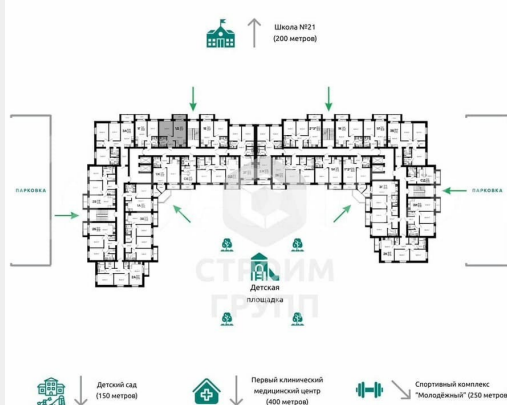 Школа №21
(200 метров)
ПАРКОВКА
ПАРКОВКА
СТРОИМ
ГРУПП
Детская
площадка
Детский сад
(150 метров)
Первый клинический
медицинский центр
(400 метров)
Спортивный комплекс
"Молодёжный" (250 метров)